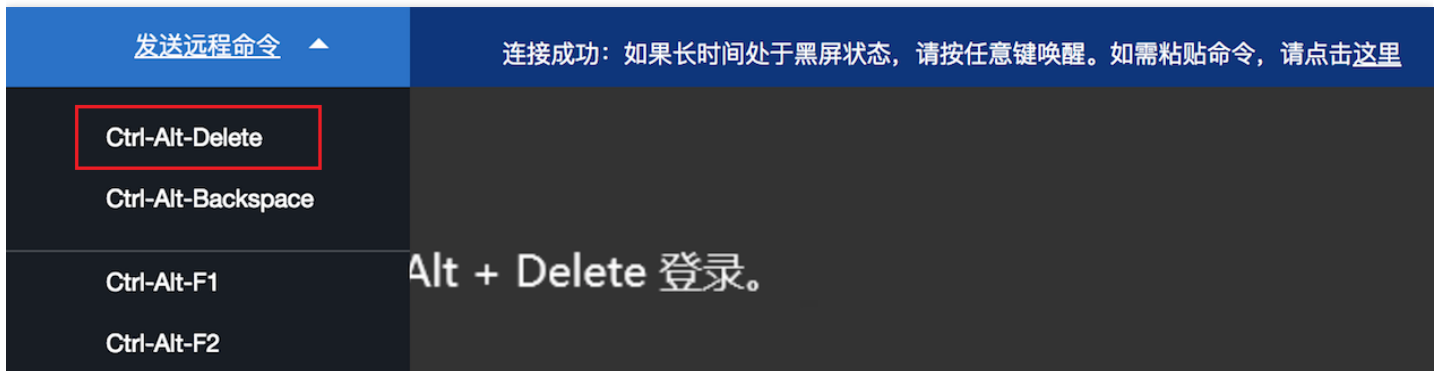 发送远程命令
连接成功：如果长时间处于黑屏状态，请按任意键唤醒。如需粘贴命令，请点击这里
Ctrl-Alt-Delete
Ctrl-Alt-Backspace
Alt + Delete 登录。
Ctrl-Alt-F1
Ctrl-Alt-F2